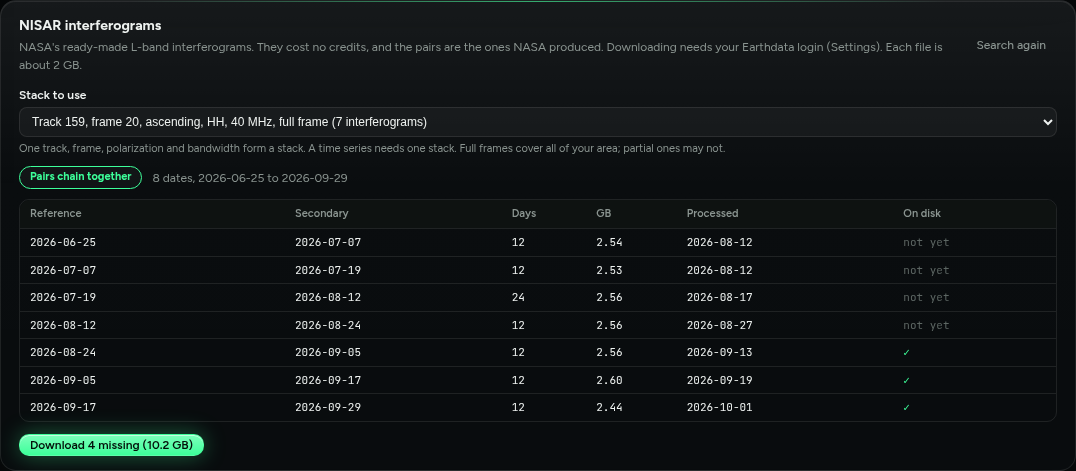 NISAR interferograms
NASA's ready-made L-band interferograms. They cost no credits, and the pairs are the ones NASA produced. Downloading needs your Earthdata login (Settings). Each file is
about 2 GB.
Search again
Stack to use
Track 159, frame 20, ascending, HH, 40 MHz, full frame (7 interferograms)
One track, frame, polarization and bandwidth form a stack. A time series needs one stack. Full frames cover all of your area; partial ones may not.
Pairs chain together 8 dates, 2026-06-25 to 2026-09-29
Reference Secondary Days GB Processed On disk
2026-06-25 2026-07-07 12 2.54 2026-08-12 not yet
2026-07-07 2026-07-19 12 2.53 2026-08-12 not yet
2026-07-19 2026-08-12 24 2.56 2026-08-17 not yet
2026-08-12 2026-08-24 12 2.56 2026-08-27 not yet
2026-08-24 2026-09-05 12 2.56 2026-09-13 ✓
2026-09-05 2026-09-17 12 2.60 2026-09-19 ✓
2026-09-17 2026-09-29 12 2.44 2026-10-01 ✓
Download 4 missing (10.2 GB)